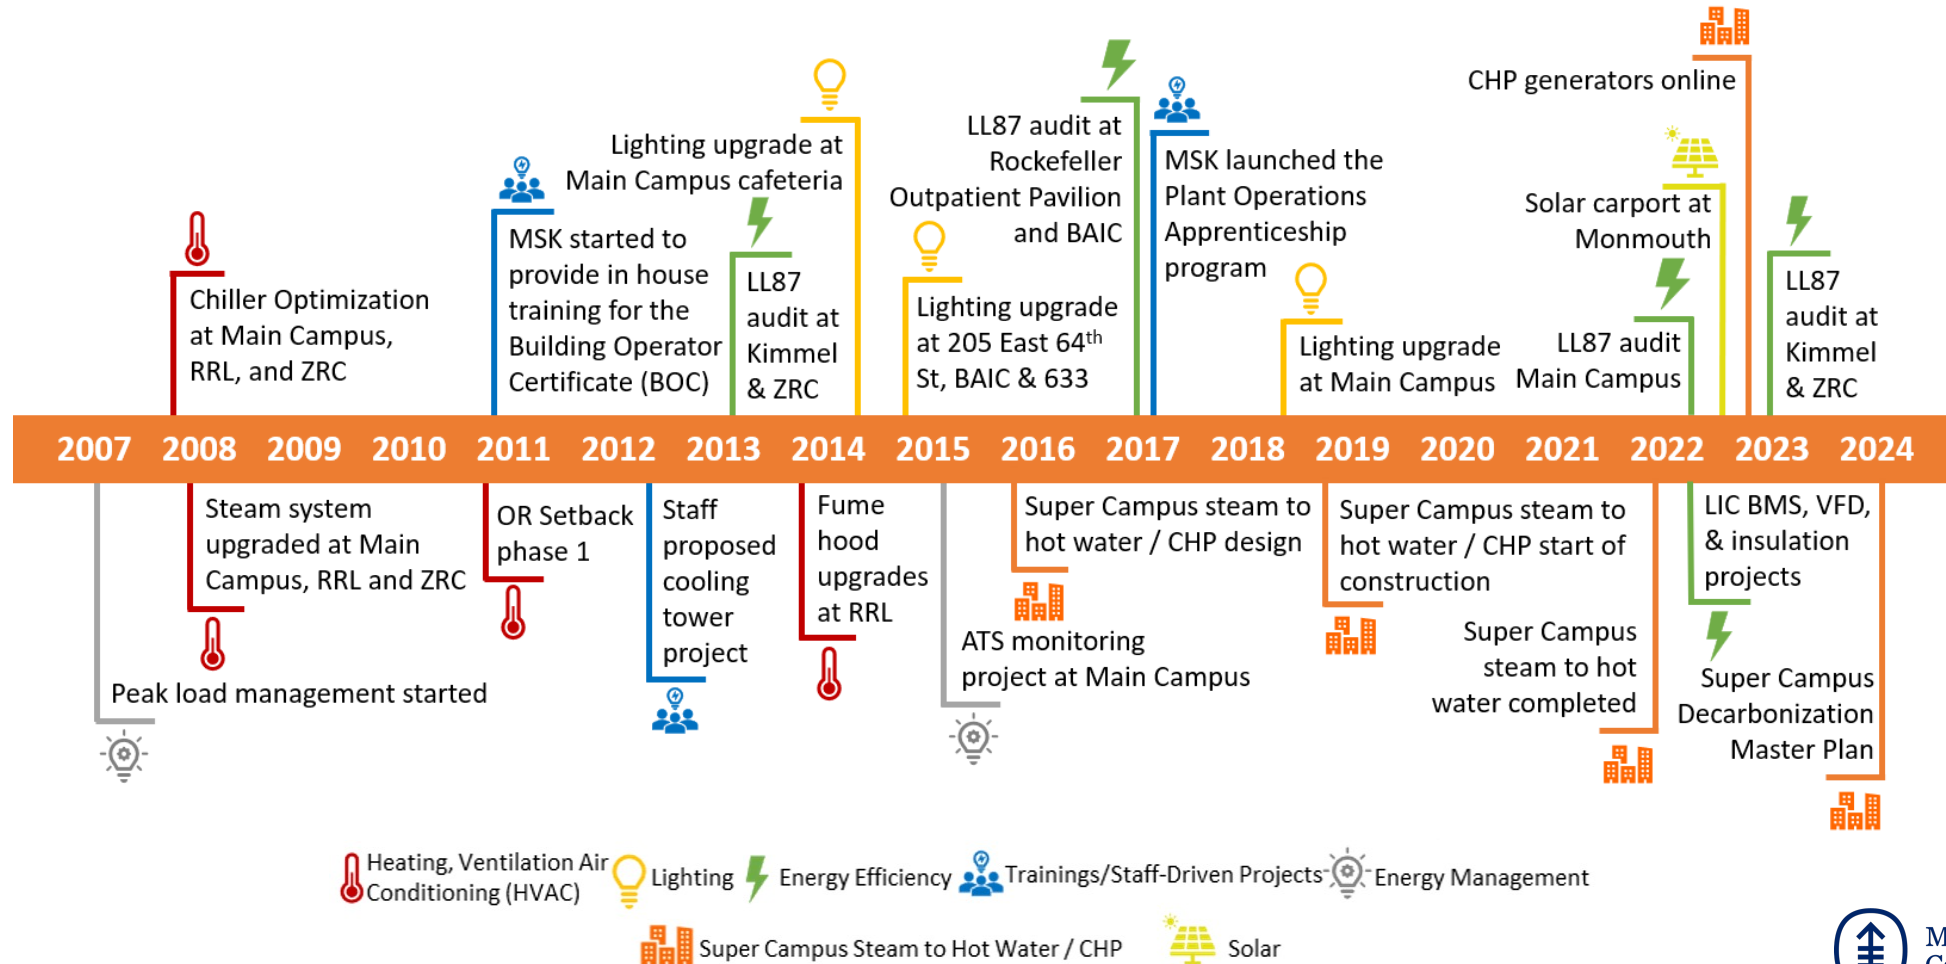 CHP generators online
Lighting upgrade at
Main Campus cafeteria
LL87 audit at
Rockefeller
Outpatient Pavilion
and BAIC
MSK launched the
Plant Operations
Apprenticeship
program
Solar carport at
Monmouth
MSK started to
provide in house
training for the
Building Operator
Certificate (BOC)
LL87
audit at
Kimmel
& ZRC
Chiller Optimization
at Main Campus,
RRL, and ZRC
Lighting upgrade
at 205 East 64th
St, BAIC & 633
Lighting upgrade
at Main Campus
LL87 audit
Main Campus
LL87
audit at
Kimmel
& ZRC
2007 2008 2009 2010 2011 2012 2013 2014 2015 2016 2017 2018 2019 2020 2021 2022 2023 2024
Steam system
upgraded at Main
Campus, RRL and ZRC
OR Setback
phase 1
Staff
proposed
cooling
tower
project
Fume
hood
upgrades
at RRL
Super Campus steam to
hot water / CHP design
Super Campus steam to
hot water / CHP start of
construction
LIC BMS, VFD,
& insulation
projects
Peak load management started
ATS monitoring
project at Main Campus
Super Campus
steam to hot
water completed
Super Campus
Decarbonization
Master Plan
Heating, Ventilation Air
Conditioning (HVAC)
Lighting
Energy Efficiency
Trainings/Staff-Driven Projects
Energy Management
Super Campus Steam to Hot Water / CHP
Solar